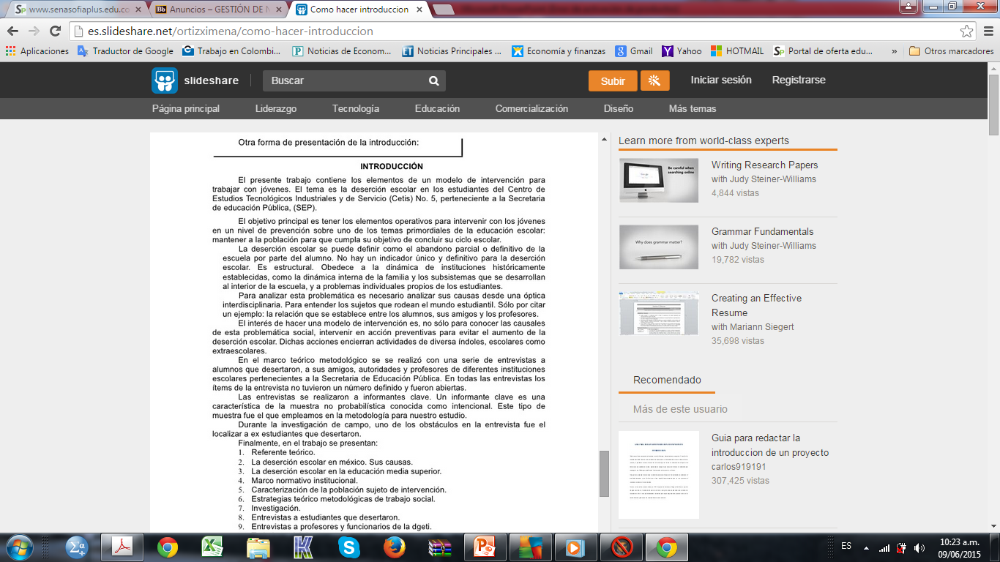 www.senasofiaplus.edu.co
Anuncios – GESTIÓN DE N
Como hacer introduccion
es.slideshare.net/ortizximena/como-hacer-introduccion
Aplicaciones Traductor de Google Trabajo en Colombi... Noticias de Econom... Noticias Principales ... Economía y finanzas Gmail Yahoo HOTMAIL Portal de oferta edu... » Otros marcadores
slideshare Buscar Subir Iniciar sesión Registrarse
Página principal Liderazgo Tecnología Educación Comercialización Diseño Más temas
Otra forma de presentación de la introducción:
INTRODUCCIÓN
El presente trabajo contiene los elementos de un modelo de intervención para
trabajar con jóvenes. El tema es la deserción escolar en los estudiantes del Centro de
Estudios Tecnológicos Industriales y de Servicio (Cetis) No. 5, perteneciente a la Secretaria
de educación Pública, (SEP).
El objetivo principal es tener los elementos operativos para intervenir con los jóvenes
en un nivel de prevención sobre uno de los temas primordiales de la educación escolar:
mantener a la población para que cumpla su objetivo de concluir su ciclo escolar.
La deserción escolar se puede definir como el abandono parcial o definitivo de la
escuela por parte del alumno. No hay un indicador único y definitivo para la deserción
escolar. Es estructural. Obedece a la dinámica de instituciones históricamente
establecidas, como la dinámica interna de la familia y los subsistemas que se desarrollan
al interior de la escuela, y a problemas individuales propios de los estudiantes.
Para analizar esta problemática es necesario analizar sus causas desde una óptica
interdisciplinaria. Para entender los sujetos que rodean el mundo estudiantil. Sólo por citar
un ejemplo: la relación que se establece entre los alumnos, sus amigos y los profesores.
El interés de hacer una modelo de intervención es, no sólo para conocer las causales
de esta problemática social, intervenir en acción preventivas para evitar el aumento de la
deserción escolar. Dichas acciones encierran actividades de diversa índoles, escolares como
extraescolares.
En el marco teórico metodológico se se realizó con una serie de entrevistas a
alumnos que desertaron, a sus amigos, autoridades y profesores de diferentes instituciones
escolares pertenecientes a la Secretaria de Educación Pública. En todas las entrevistas los
ítems de la entrevista no tuvieron un número definido y fueron abiertas.
Las entrevistas se realizaron a informantes clave. Un informante clave es una
característica de la muestra no probabilística conocida como intencional. Este tipo de
muestra fue el que empleamos en la metodología para nuestro estudio.
Durante la investigación de campo, uno de los obstáculos en la entrevista fue el
localizar a ex estudiantes que desertaron.
Finalmente, en el trabajo se presentan:
1. Referente teórico.
2. La deserción escolar en méxico. Sus causas.
3. La deserción escolar en la educación media superior.
4. Marco normativo institucional.
5. Caracterización de la población sujeto de intervención.
6. Estrategias teórico metodológicas de trabajo social.
7. Investigación.
8. Entrevistas a estudiantes que desertaron.
9. Entrevistas a profesores y funcionarios de la dgeti.
Learn more from world-class experts
Be careful when
searching online
Writing Research Papers
with Judy Steiner-Williams
4,844 vistas
Why does grammar matter?
Grammar Fundamentals
with Judy Steiner-Williams
19,782 vistas
Creating an Effective
Resume
with Mariann Siegert
35,698 vistas
Recomendado
Más de este usuario
Guia para redactar la
introduccion de un proyecto
carlos919191
307,425 vistas
ES
10:23 a.m.
09/06/2015